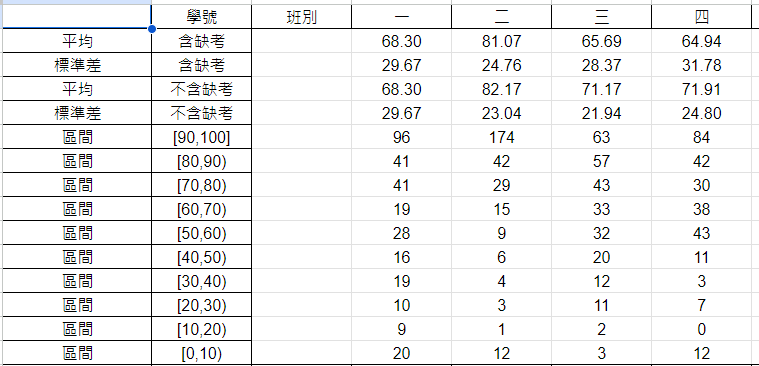 學號 班別 一 二 三 四
平均 含缺考 68.30 81.07 65.69 64.94
標準差 含缺考 29.67 24.76 28.37 31.78
平均 不含缺考 68.30 82.17 71.17 71.91
標準差 不含缺考 29.67 23.04 21.94 24.80
區間 [90,100] 96 174 63 84
區間 [80,90) 41 42 57 42
區間 [70,80) 41 29 43 30
區間 [60,70) 19 15 33 38
區間 [50,60) 28 9 32 43
區間 [40,50) 16 6 20 11
區間 [30,40) 19 4 12 3
區間 [20,30) 10 3 11 7
區間 [10,20) 9 1 2 0
區間 [0,10) 20 12 3 12